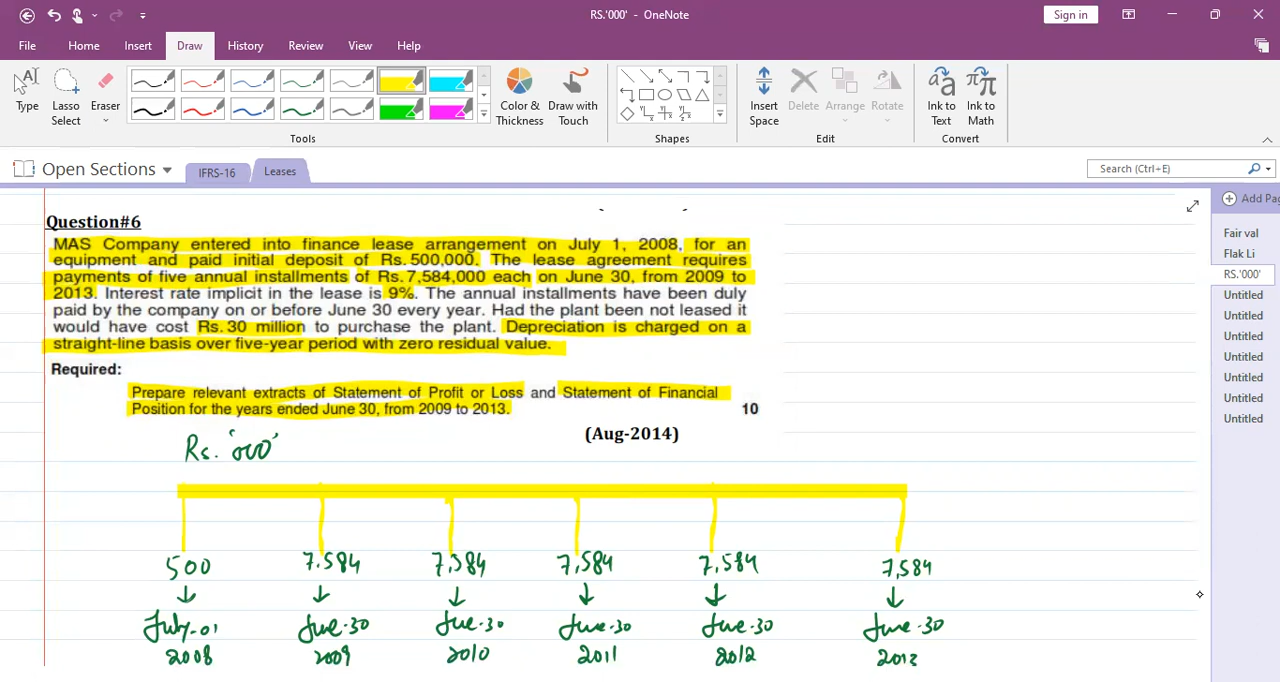 RS.'000' - OneNote
Sign in
File Home Insert Draw History Review View Help
Type
Lasso Select
Eraser
Color & Thickness
Draw with Touch
Insert Space
Delete
Arrange
Rotate
Ink to Text
Ink to Math
Tools
Shapes
Edit
Convert
Open Sections
IFRS-16
Leases
Search (Ctrl+E)
Add Pag
Fair val
Flak Li
RS.'000'
Untitled
Untitled
Untitled
Untitled
Untitled
Untitled
Untitled
Question#6
MAS Company entered into finance lease arrangement on July 1, 2008, for an
equipment and paid initial deposit of Rs.500,000. The lease agreement requires
payments of five annual installments of Rs.7,584,000 each on June 30, from 2009 to
2013. Interest rate implicit in the lease is 9%. The annual installments have been duly
paid by the company on or before June 30 every year. Had the plant been not leased it
would have cost Rs.30 million to purchase the plant. Depreciation is charged on a
straight-line basis over five-year period with zero residual value.
Required:
Prepare relevant extracts of Statement of Profit or Loss and Statement of Financial
Position for the years ended June 30, from 2009 to 2013. 10
(Aug-2014)
Rs. '000'
500 7,584 7,584 7,584 7,584 7,584
July-01 June-30 June-30 June-30 June-30 June-30
2008 2009 2010 2011 2012 2013